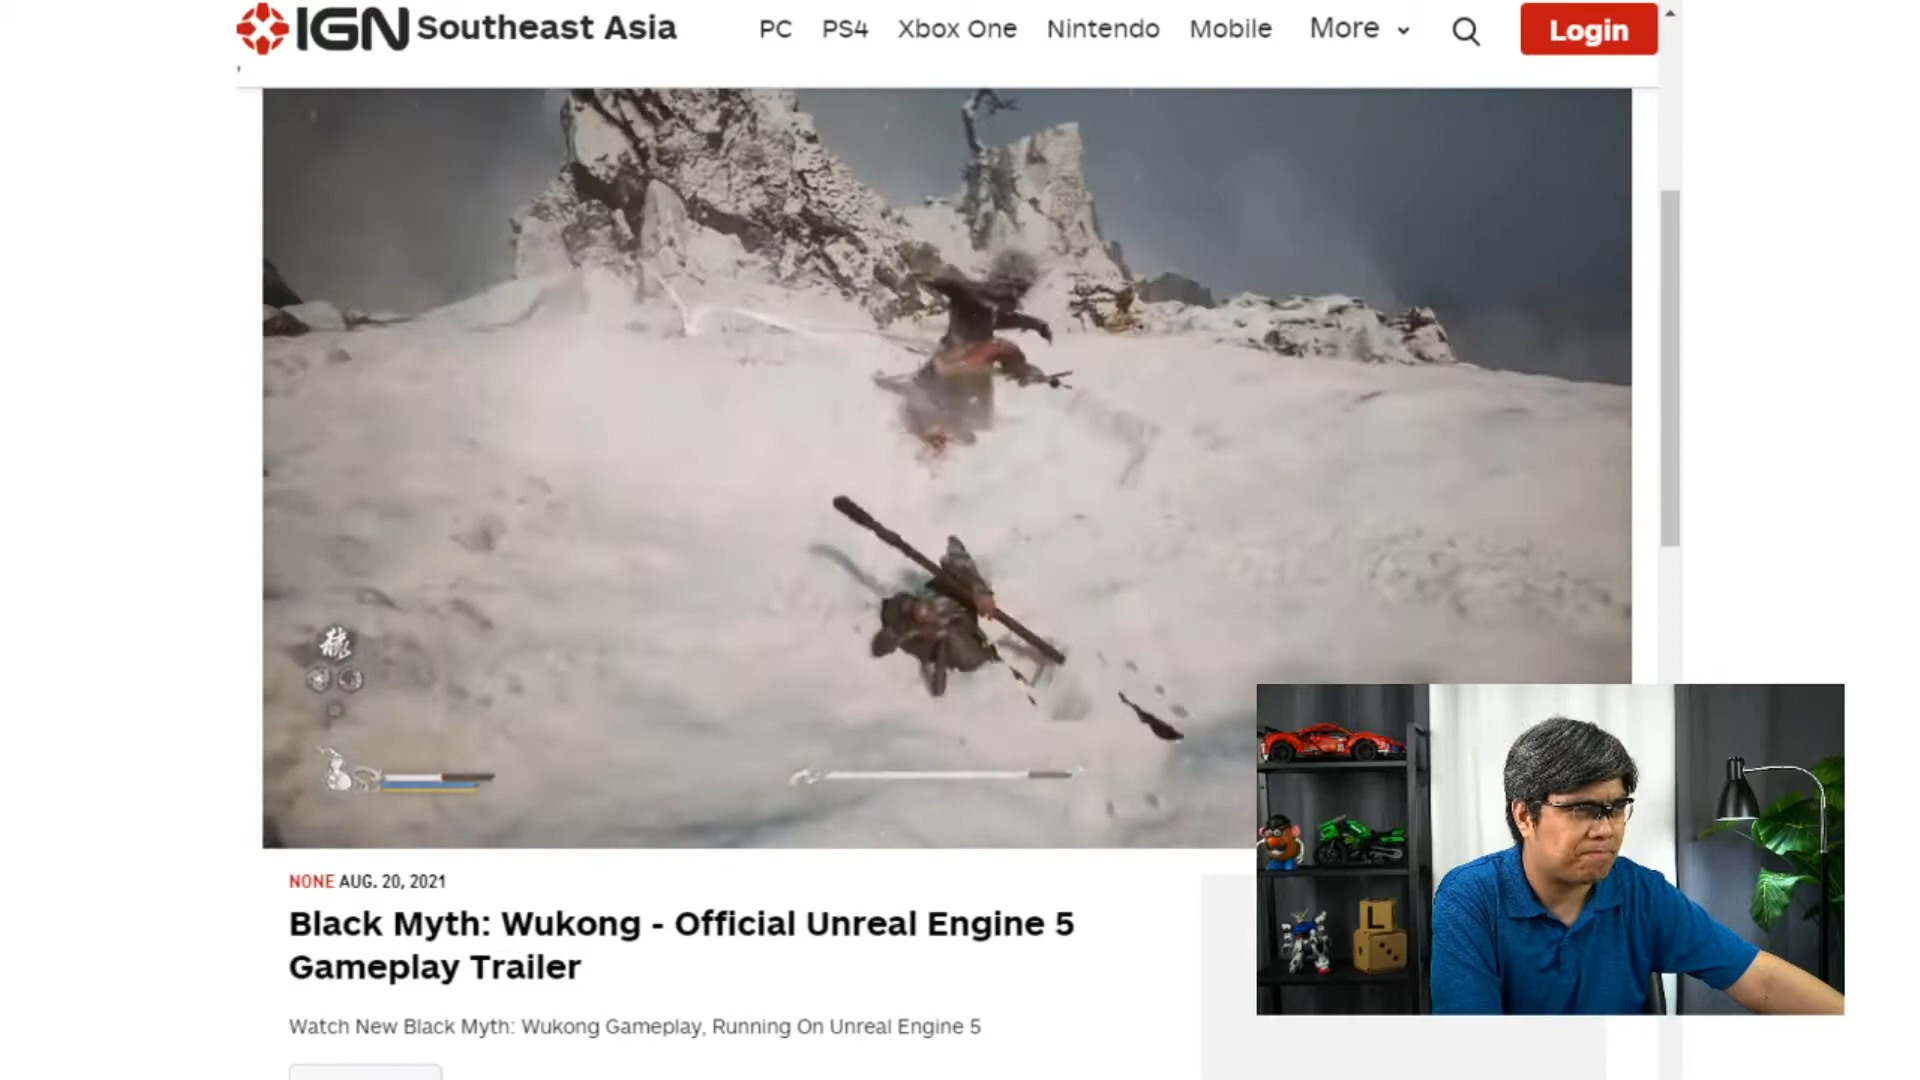 IGN Southeast Asia
PC PS4 Xbox One Nintendo Mobile More Login
NONE AUG. 20, 2021
Black Myth: Wukong - Official Unreal Engine 5
Gameplay Trailer
Watch New Black Myth: Wukong Gameplay, Running On Unreal Engine 5
L